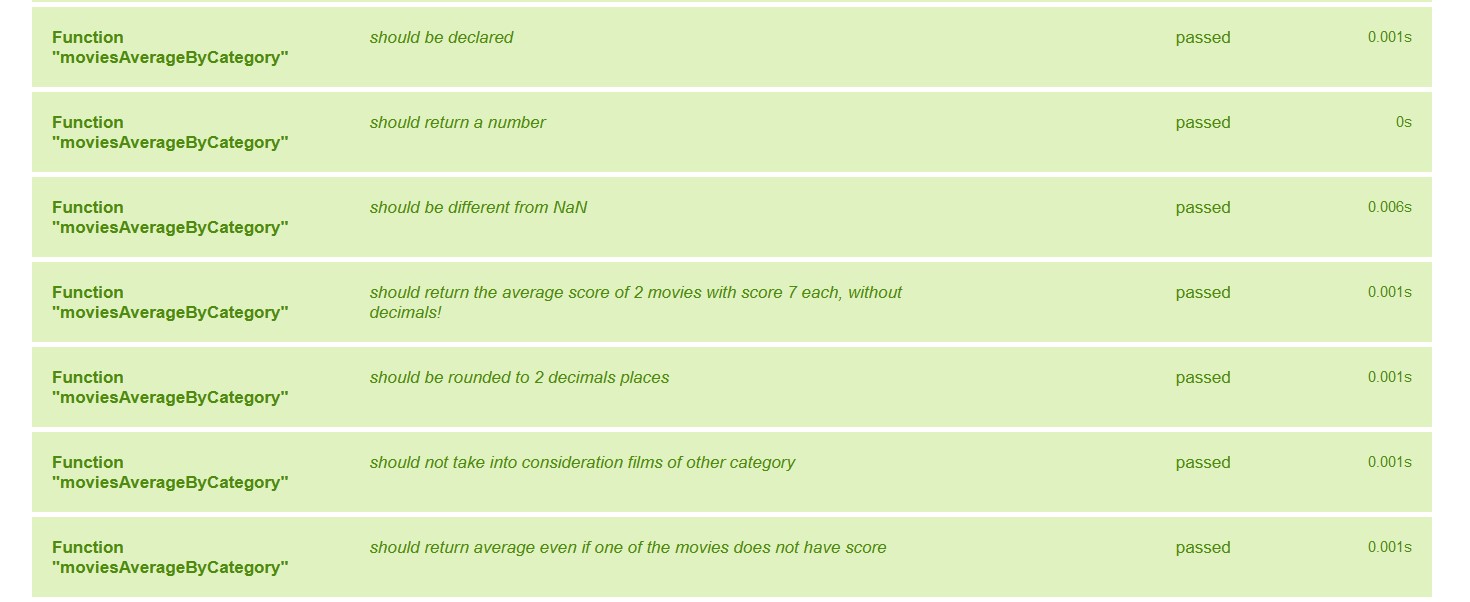 Function should be declared passed 0.001s
"moviesAverageByCategory"
Function should return a number passed 0s
"moviesAverageByCategory"
Function should be different from NaN passed 0.006s
"moviesAverageByCategory"
Function should return the average score of 2 movies with score 7 each, without passed 0.001s
"moviesAverageByCategory" decimals!
Function should be rounded to 2 decimals places passed 0.001s
"moviesAverageByCategory"
Function should not take into consideration films of other category passed 0.001s
"moviesAverageByCategory"
Function should return average even if one of the movies does not have score passed 0.001s
"moviesAverageByCategory"